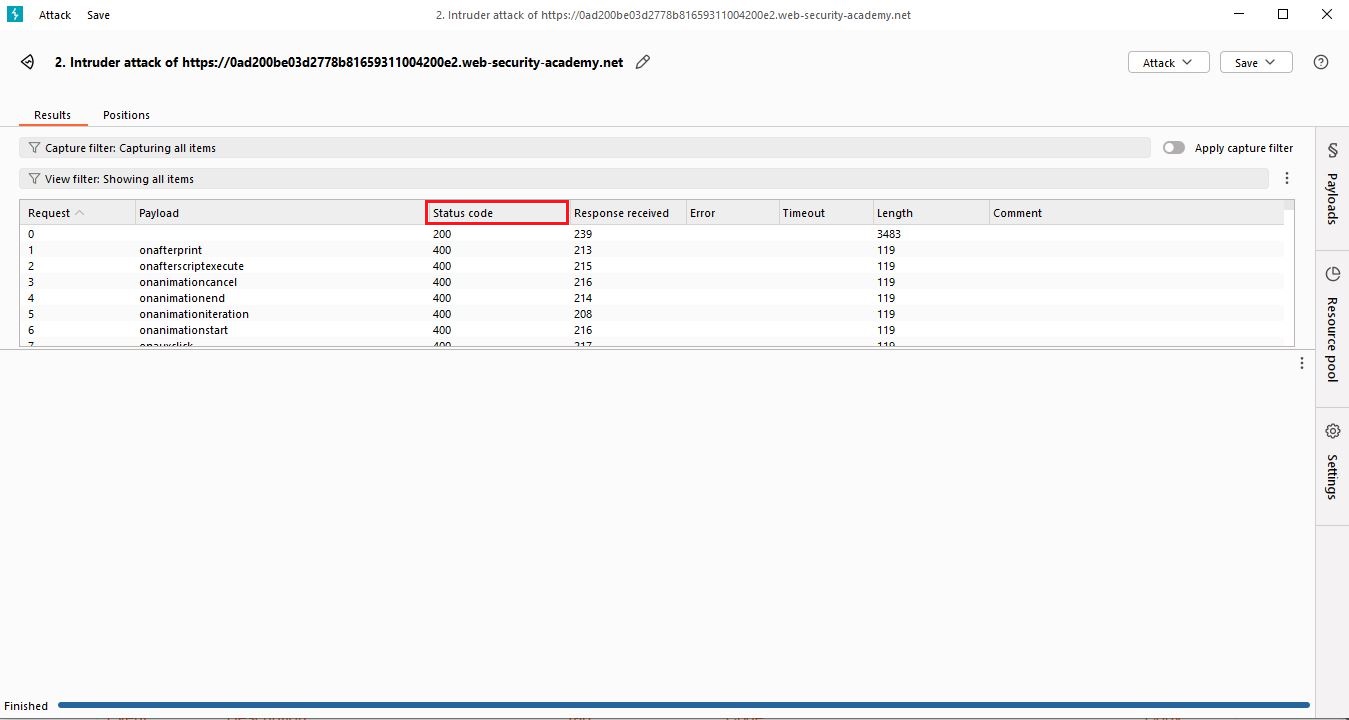 Attack Save 2. Intruder attack of https://0ad200be03d2778b81659311004200e2.web-security-academy.net
2. Intruder attack of https://0ad200be03d2778b81659311004200e2.web-security-academy.net Attack Save
Results Positions
Capture filter: Capturing all items Apply capture filter
View filter: Showing all items
Request Payload Status code Response received Error Timeout Length Comment
0 200 239 3483
1 onafterprint 400 213 119
2 onafterscriptexecute 400 215 119
3 onanimationcancel 400 216 119
4 onanimationend 400 214 119
5 onanimationiteration 400 208 119
6 onanimationstart 400 216 119
7 onauxclick 400 217 119
Payloads
Resource pool
Settings
Finished